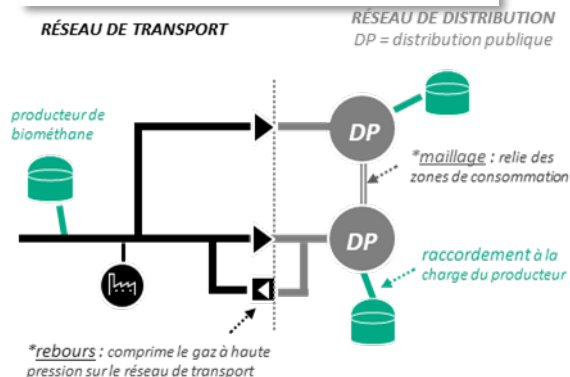 RÉSEAU DE TRANSPORT
RÉSEAU DE DISTRIBUTION
DP = distribution publique
producteur de
biométhane
DP
*maillage : relie des
zones de consommation
DP
raccordement à la
charge du producteur
*rebours : comprime le gaz à haute
pression sur le réseau de transport